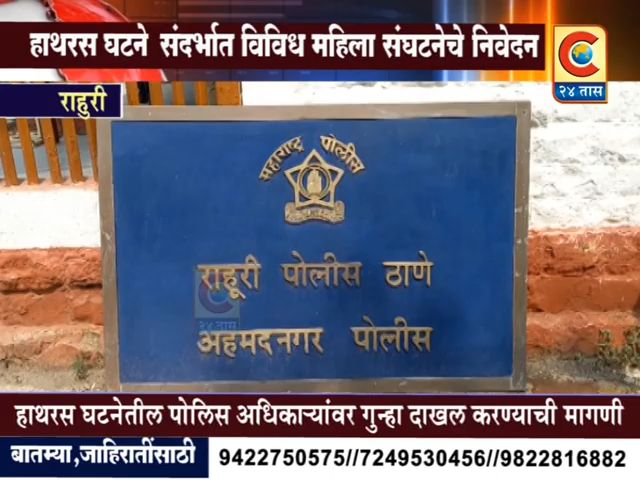 हाथरस घटने संदर्भात विविध महिला संघटनेचे निवेदन
C
२४ तास
राहुरी
महाराष्ट्र पोलीस
राहूरी पोलीस ठाणे
C
२४ तास
अहमदनगर पोलीस
हाथरस घटनेतील पोलिस अधिकाऱ्यांवर गुन्हा दाखल करण्याची मागणी
बातम्या,जाहिरातींसाठी
9422750575//7249530456//9822816882